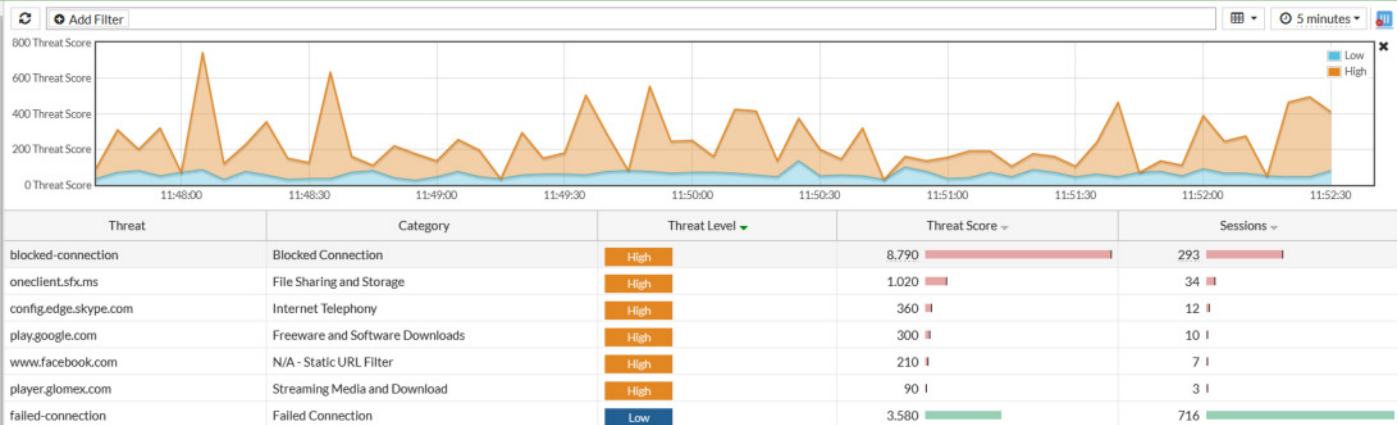 Add Filter
5 minutes
800 Threat Score
Low
High
600 Threat Score
400 Threat Score
200 Threat Score
0 Threat Score
11:48:00 11:48:30 11:49:00 11:49:30 11:50:00 11:50:30 11:51:00 11:51:30 11:52:00 11:52:30
Threat Category Threat Level Threat Score Sessions
blocked-connection Blocked Connection High 8.790 293
oneclient.sfx.ms File Sharing and Storage High 1.020 34
config.edge.skype.com Internet Telephony High 360 12
play.google.com Freeware and Software Downloads High 300 10
www.facebook.com N/A - Static URL Filter High 210 7
player.glomex.com Streaming Media and Download High 90 3
failed-connection Failed Connection Low 3.580 716